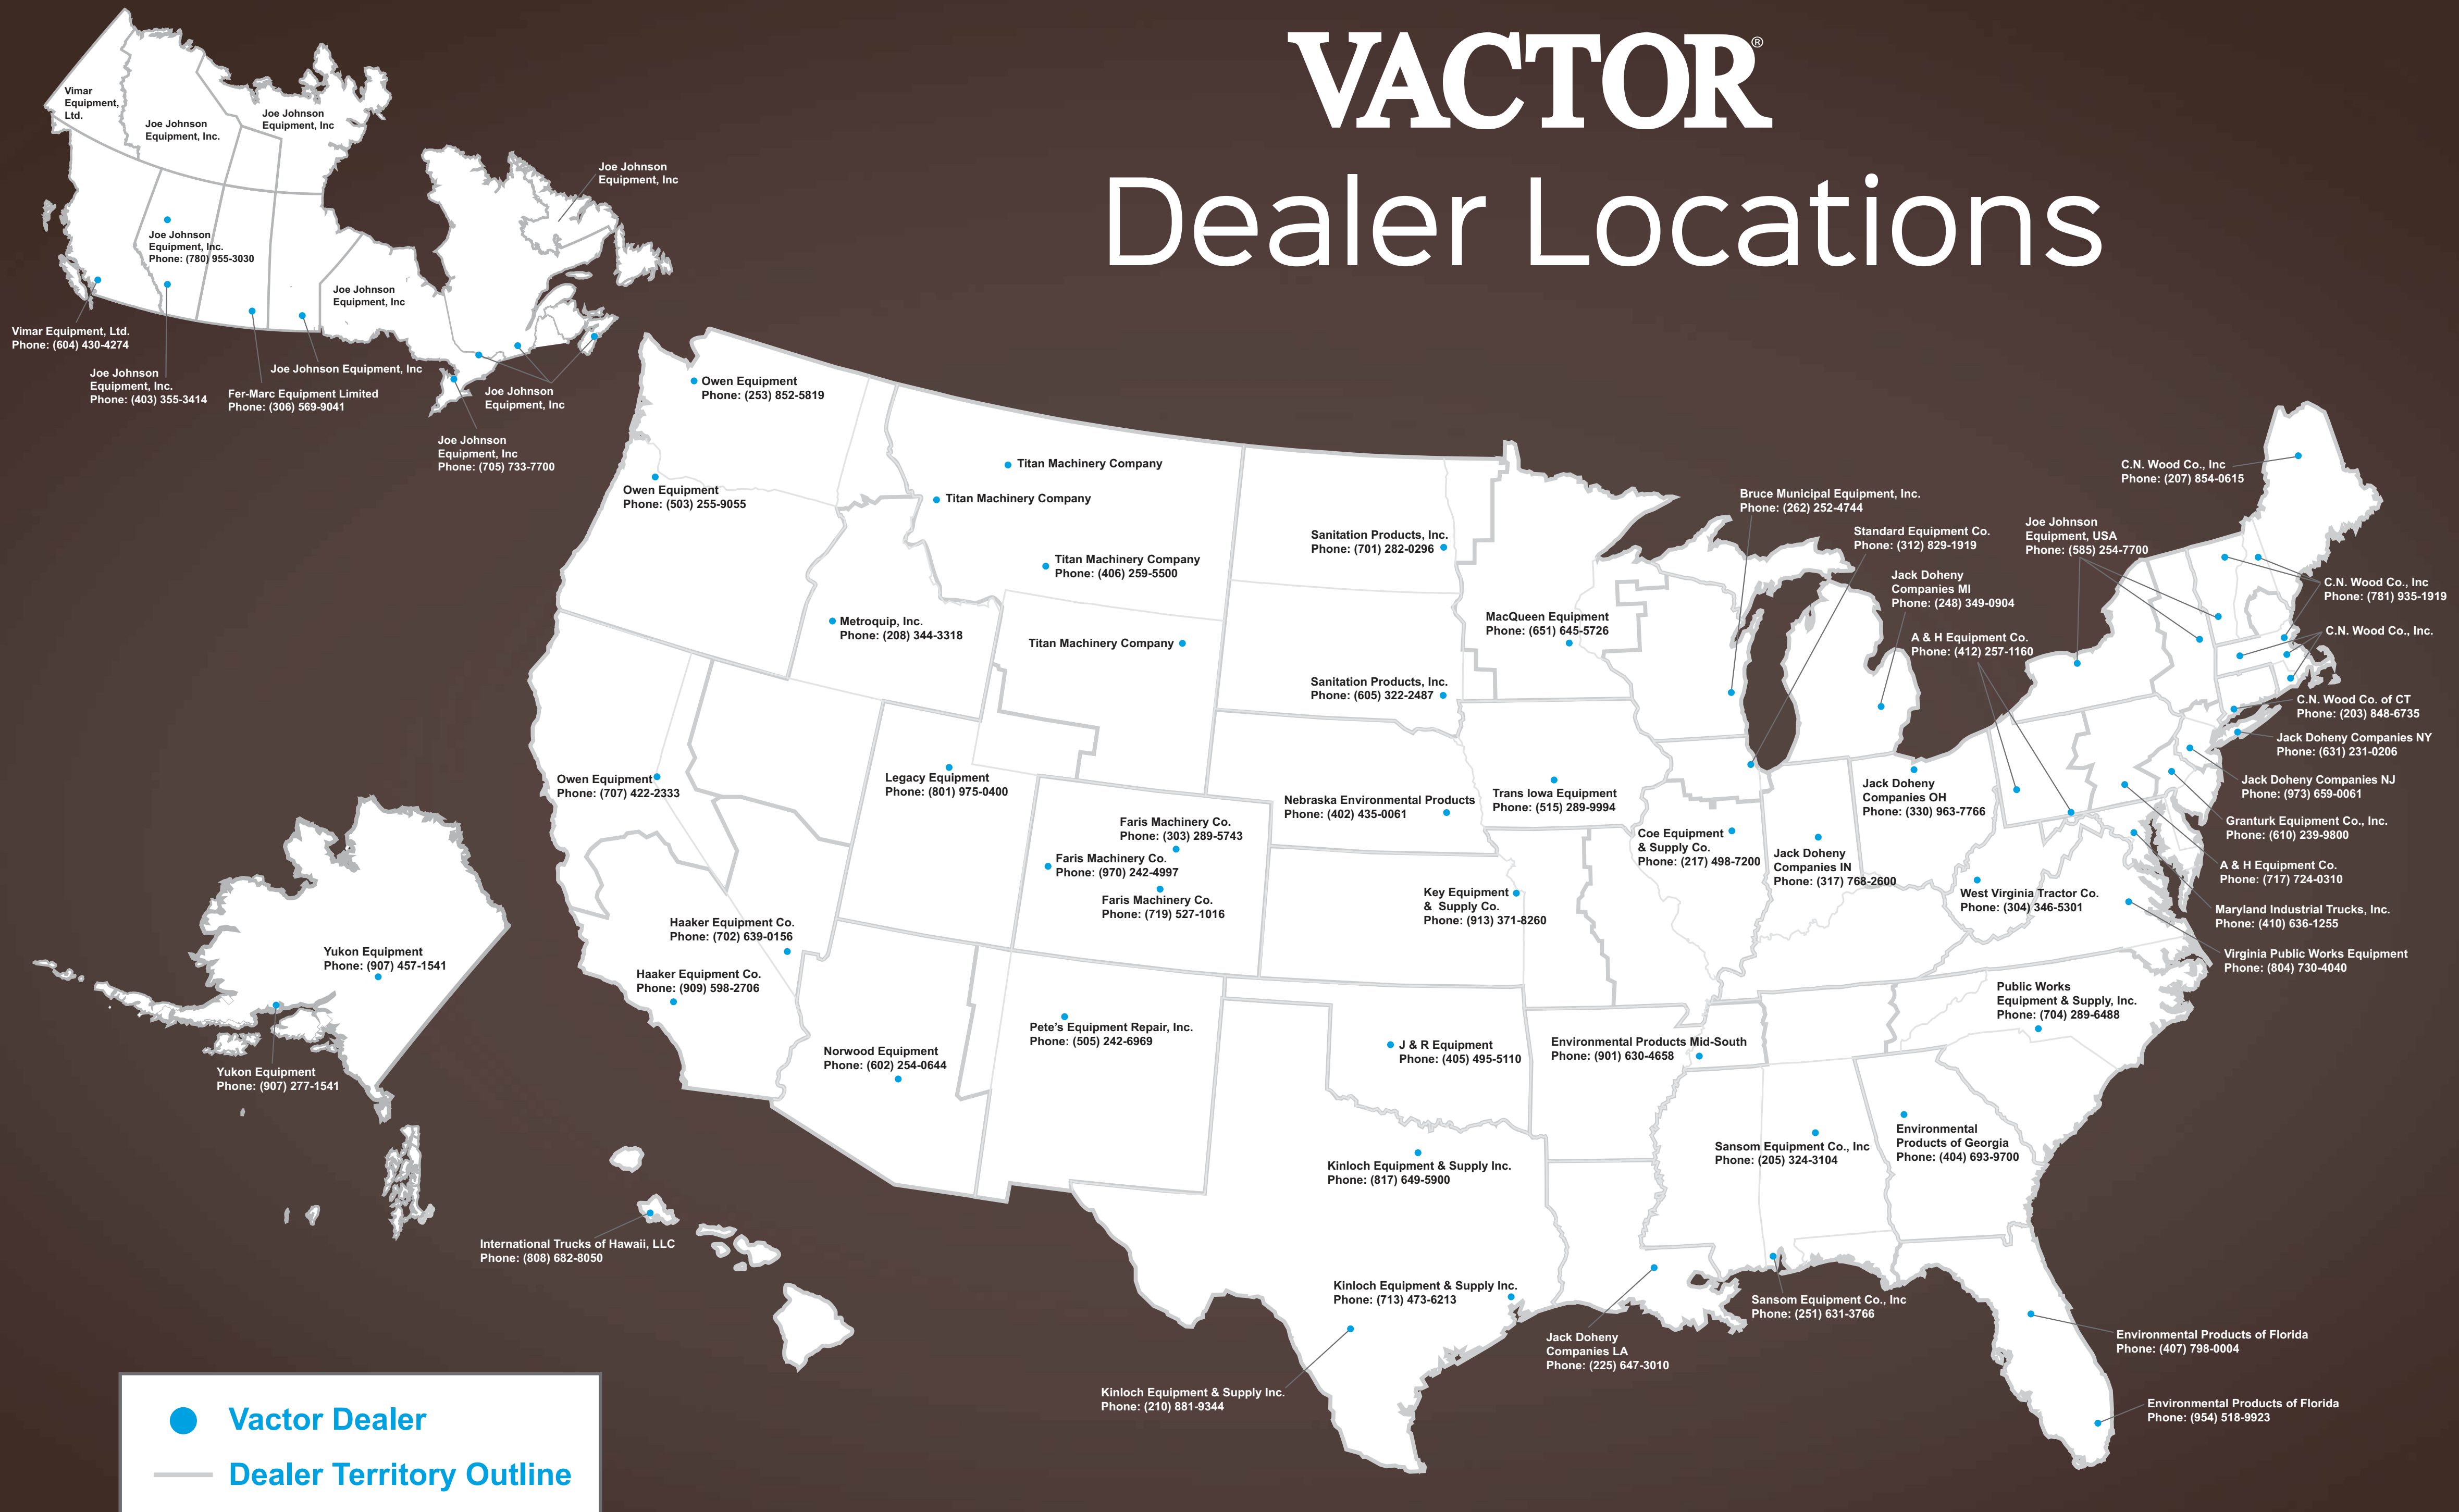 VACTOR®
Dealer Locations
Vimar
Equipment,
Ltd.
Joe Johnson
Equipment, Inc.
Joe Johnson
Equipment, Inc
Joe Johnson
Equipment, Inc
Joe Johnson
Equipment, Inc.
Phone: (780) 955-3030
Joe Johnson
Equipment, Inc
Vimar Equipment, Ltd.
Phone: (604) 430-4274
Joe Johnson
Equipment, Inc.
Phone: (403) 355-3414
Joe Johnson Equipment, Inc
Fer-Marc Equipment Limited
Phone: (306) 569-9041
Joe Johnson
Equipment, Inc
Joe Johnson
Equipment, Inc
Phone: (705) 733-7700
Owen Equipment
Phone: (253) 852-5819
Owen Equipment
Phone: (503) 255-9055
Titan Machinery Company
Titan Machinery Company
Titan Machinery Company
Phone: (406) 259-5500
Metroquip, Inc.
Phone: (208) 344-3318
Titan Machinery Company
Sanitation Products, Inc.
Phone: (701) 282-0296
MacQueen Equipment
Phone: (651) 645-5726
Sanitation Products, Inc.
Phone: (605) 322-2487
Bruce Municipal Equipment, Inc.
Phone: (262) 252-4744
Standard Equipment Co.
Phone: (312) 829-1919
Jack Doheny
Companies MI
Phone: (248) 349-0904
A & H Equipment Co.
Phone: (412) 257-1160
Joe Johnson
Equipment, USA
Phone: (585) 254-7700
C.N. Wood Co., Inc
Phone: (207) 854-0615
C.N. Wood Co., Inc
Phone: (781) 935-1919
C.N. Wood Co., Inc.
C.N. Wood Co. of CT
Phone: (203) 848-6735
Jack Doheny Companies NY
Phone: (631) 231-0206
Jack Doheny Companies NJ
Phone: (973) 659-0061
Granturk Equipment Co., Inc.
Phone: (610) 239-9800
A & H Equipment Co.
Phone: (717) 724-0310
Maryland Industrial Trucks, Inc.
Phone: (410) 636-1255
Virginia Public Works Equipment
Phone: (804) 730-4040
Owen Equipment
Phone: (707) 422-2333
Legacy Equipment
Phone: (801) 975-0400
Faris Machinery Co.
Phone: (303) 289-5743
Faris Machinery Co.
Phone: (970) 242-4997
Faris Machinery Co.
Phone: (719) 527-1016
Nebraska Environmental Products
Phone: (402) 435-0061
Trans Iowa Equipment
Phone: (515) 289-9994
Coe Equipment
& Supply Co.
Phone: (217) 498-7200
Jack Doheny
Companies IN
Phone: (317) 768-2600
Jack Doheny
Companies OH
Phone: (330) 963-7766
Key Equipment
& Supply Co.
Phone: (913) 371-8260
West Virginia Tractor Co.
Phone: (304) 346-5301
Haaker Equipment Co.
Phone: (702) 639-0156
Haaker Equipment Co.
Phone: (909) 598-2706
Yukon Equipment
Phone: (907) 457-1541
Yukon Equipment
Phone: (907) 277-1541
Norwood Equipment
Phone: (602) 254-0644
Pete's Equipment Repair, Inc.
Phone: (505) 242-6969
J & R Equipment
Phone: (405) 495-5110
Environmental Products Mid-South
Phone: (901) 630-4658
Public Works
Equipment & Supply, Inc.
Phone: (704) 289-6488
Kinloch Equipment & Supply Inc.
Phone: (817) 649-5900
Sansom Equipment Co., Inc
Phone: (205) 324-3104
Environmental
Products of Georgia
Phone: (404) 693-9700
International Trucks of Hawaii, LLC
Phone: (808) 682-8050
Kinloch Equipment & Supply Inc.
Phone: (713) 473-6213
Sansom Equipment Co., Inc
Phone: (251) 631-3766
Jack Doheny
Companies LA
Phone: (225) 647-3010
Environmental Products of Florida
Phone: (407) 798-0004
Kinloch Equipment & Supply Inc.
Phone: (210) 881-9344
Environmental Products of Florida
Phone: (954) 518-9923
Vactor Dealer
Dealer Territory Outline